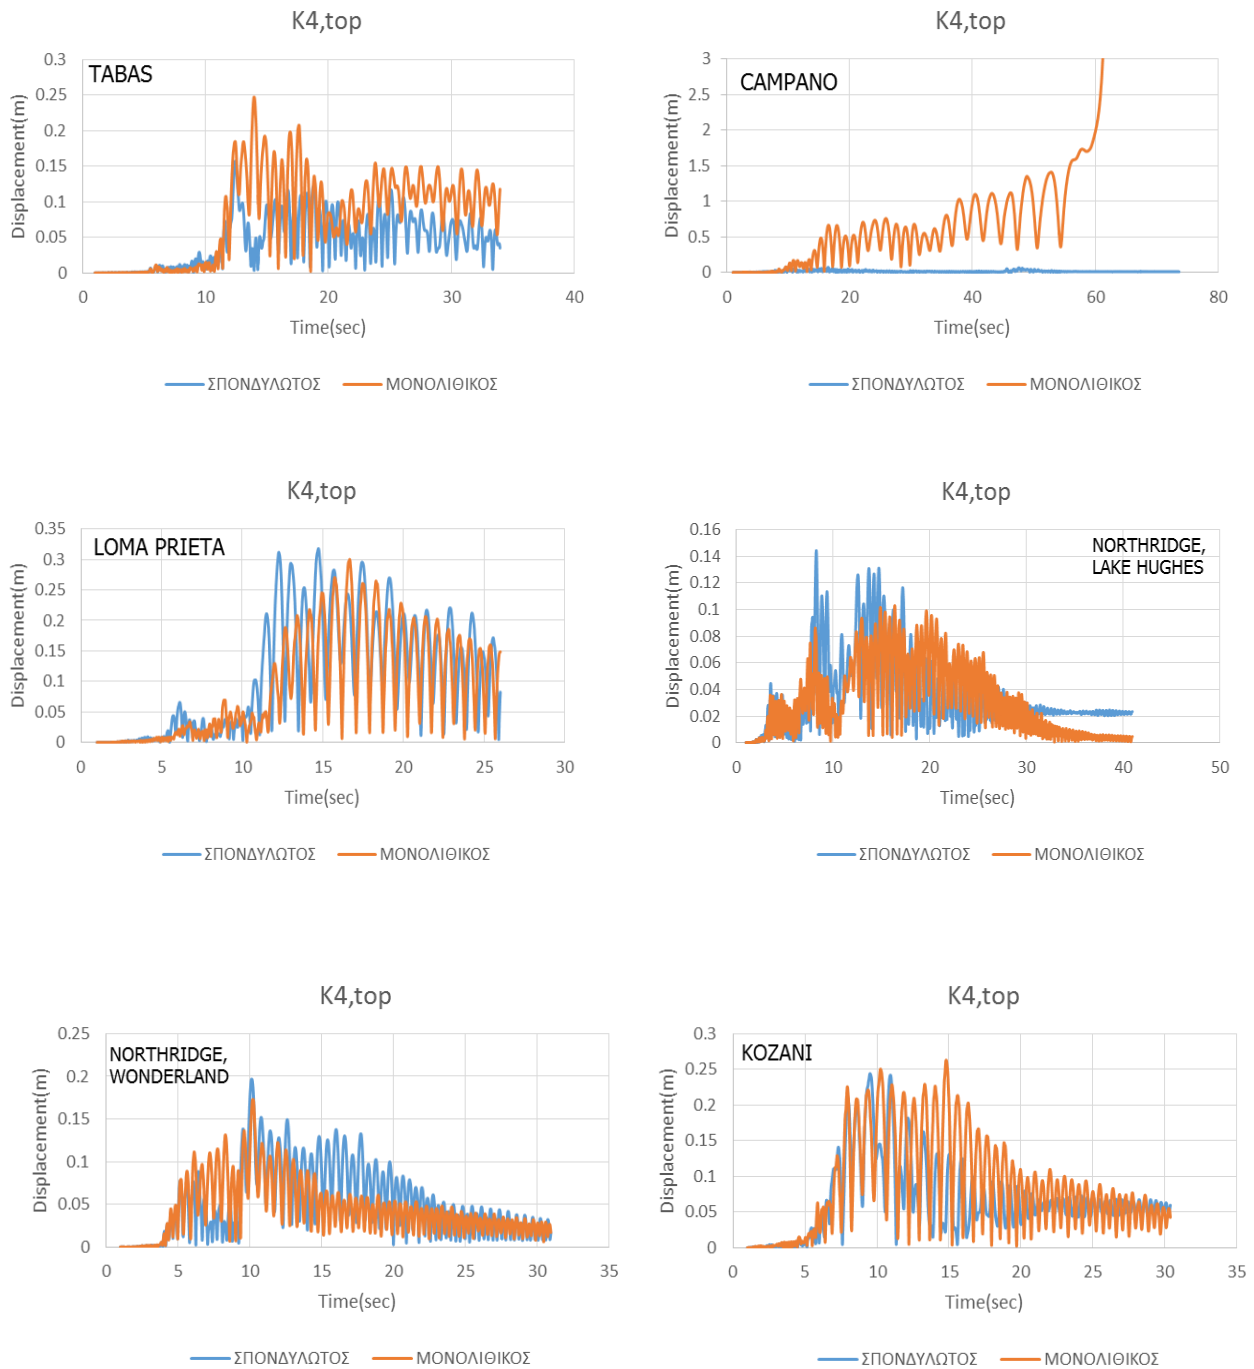 K4,top
TABAS
Displacement(m)
0.3
0.25
0.2
0.15
0.1
0.05
0
0 10 20 30 40
Time(sec)
ΣΠΟΝΔΥΛΩΤΟΣ ΜΟΝΟΛΙΘΙΚΟΣ
K4,top
CAMPANO
Displacement(m)
3
2.5
2
1.5
1
0.5
0
0 20 40 60 80
Time(sec)
ΣΠΟΝΔΥΛΩΤΟΣ ΜΟΝΟΛΙΘΙΚΟΣ
K4,top
LOMA PRIETA
Displacement(m)
0.35
0.3
0.25
0.2
0.15
0.1
0.05
0
0 5 10 15 20 25 30
Time(sec)
ΣΠΟΝΔΥΛΩΤΟΣ ΜΟΝΟΛΙΘΙΚΟΣ
K4,top
NORTHRIDGE,
LAKE HUGHES
Displacement(m)
0.16
0.14
0.12
0.1
0.08
0.06
0.04
0.02
0
0 10 20 30 40 50
Time(sec)
ΣΠΟΝΔΥΛΩΤΟΣ ΜΟΝΟΛΙΘΙΚΟΣ
K4,top
NORTHRIDGE,
WONDERLAND
Displacement(m)
0.25
0.2
0.15
0.1
0.05
0
0 5 10 15 20 25 30 35
Time(sec)
ΣΠΟΝΔΥΛΩΤΟΣ ΜΟΝΟΛΙΘΙΚΟΣ
K4,top
KOZANI
Displacement(m)
0.3
0.25
0.2
0.15
0.1
0.05
0
0 5 10 15 20 25 30 35
Time(sec)
ΣΠΟΝΔΥΛΩΤΟΣ ΜΟΝΟΛΙΘΙΚΟΣ